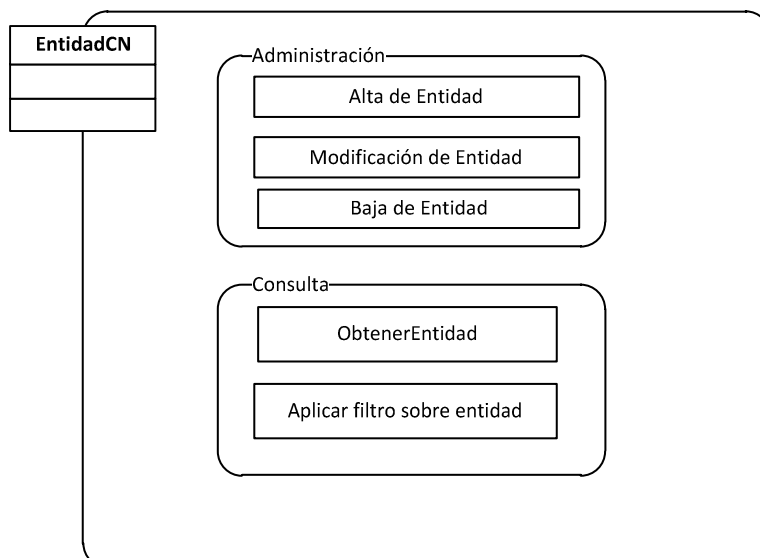 EntidadCN
Administración
Alta de Entidad
Modificación de Entidad
Baja de Entidad
Consulta
ObtenerEntidad
Aplicar filtro sobre entidad